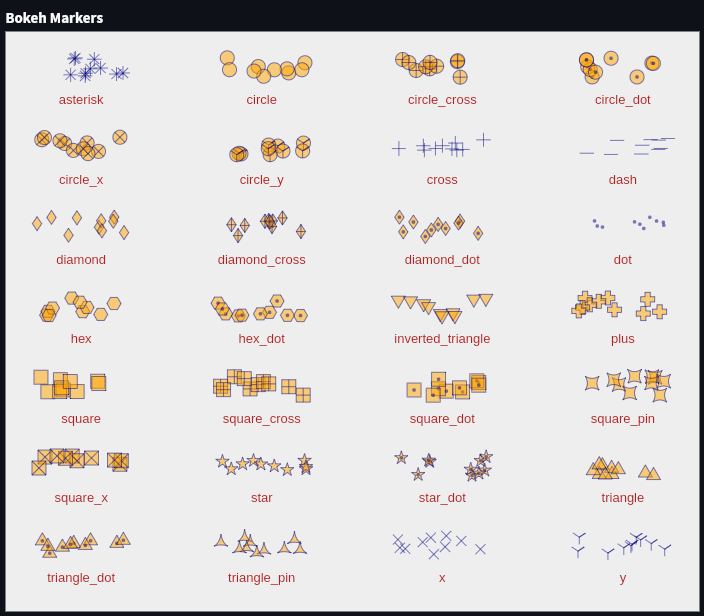 Bokeh Markers
asterisk circle circle_cross circle_dot
circle_x circle_y cross dash
diamond diamond_cross diamond_dot dot
hex hex_dot inverted_triangle plus
square square_cross square_dot square_pin
square_x star star_dot triangle
triangle_dot triangle_pin x y